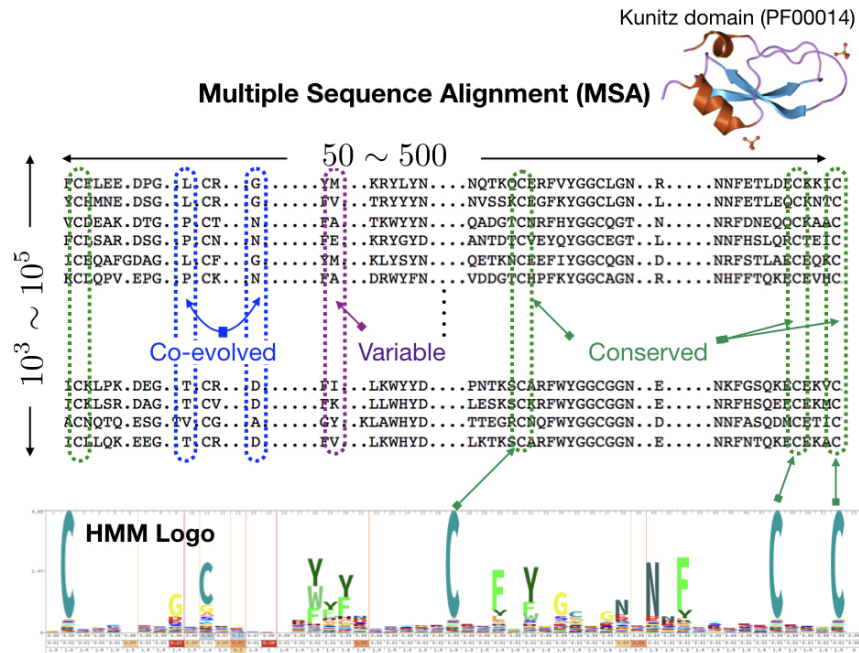 Kunitz domain (PF00014)
Multiple Sequence Alignment (MSA)
50 ∼ 500
10³ ∼ 10⁵
FCFLEE.DPG..L.CR...G......YM...KRYLYN....NQTKQCERFVYGGCLGN..R.....NNFETLDECKKIC
YCHMNE.DSG..L.CR...G......FV...TRYYYN....NVSSKCEGFKYGGCLGN..L.....NNFETLEQCKNTC
VCDEAK.DTG..P.CT...N......FA...TKWYYN....QADGTCNRFHYGGCQGT..N.....NRFDNEQQCKAAC
FCLSAR.DSG..P.CN...N......FE...KRYGYD....ANTDTCVEYQYGGCEGT..L.....NNFHSLQRCTEIC
ICEQAFGDAG..L.CF...G......YM...KLYSYN....QETKNCEEFIYGGCQGN..D.....NRFSTLAECEQKC
KCLQPV.EPG..P.CK...N......FA...DRWYFN....VDDGTCHPFKYGGCAGN..R.....NHFFTQKECEVHC
Co-evolved
Variable
Conserved
ICKLPK.DEG..T.CR...D......FI...LKWYYD....PNTKSCARFWYGGCGGN..E.....NKFGSQKECEKVC
ICKLSR.DAG..T.CV...D......FK...LLWHYD....LESKSCKRFWYGGCGGN..E.....NRFHSQEECEKMC
ACNQTQ.ESG..TV.CG...A......GY...KLAWHYD....TTEGRCNQFWYGGCGGN..D.....NFASQDMCETIC
ICLLQK.EEG..T.CR...D......FV...LKWHYD....LKTKSCARFWYGGCGGN..E.....NRFNTQKECEKAC
HMM Logo